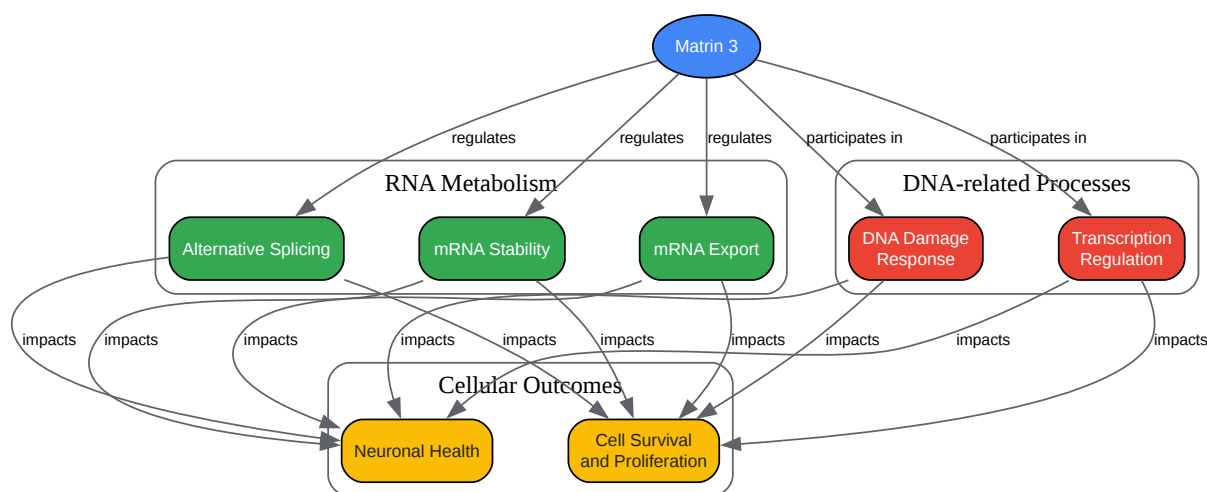 Matrin 3
regulates
regulates
regulates
participates in
participates in
RNA Metabolism
DNA-related Processes
Alternative Splicing
mRNA Stability
mRNA Export
DNA Damage
Response
Transcription
Regulation
impacts
impacts
impacts
impacts
impacts
impacts
impacts
impacts
impacts
impacts
Cellular Outcomes
Neuronal Health
Cell Survival
and Proliferation